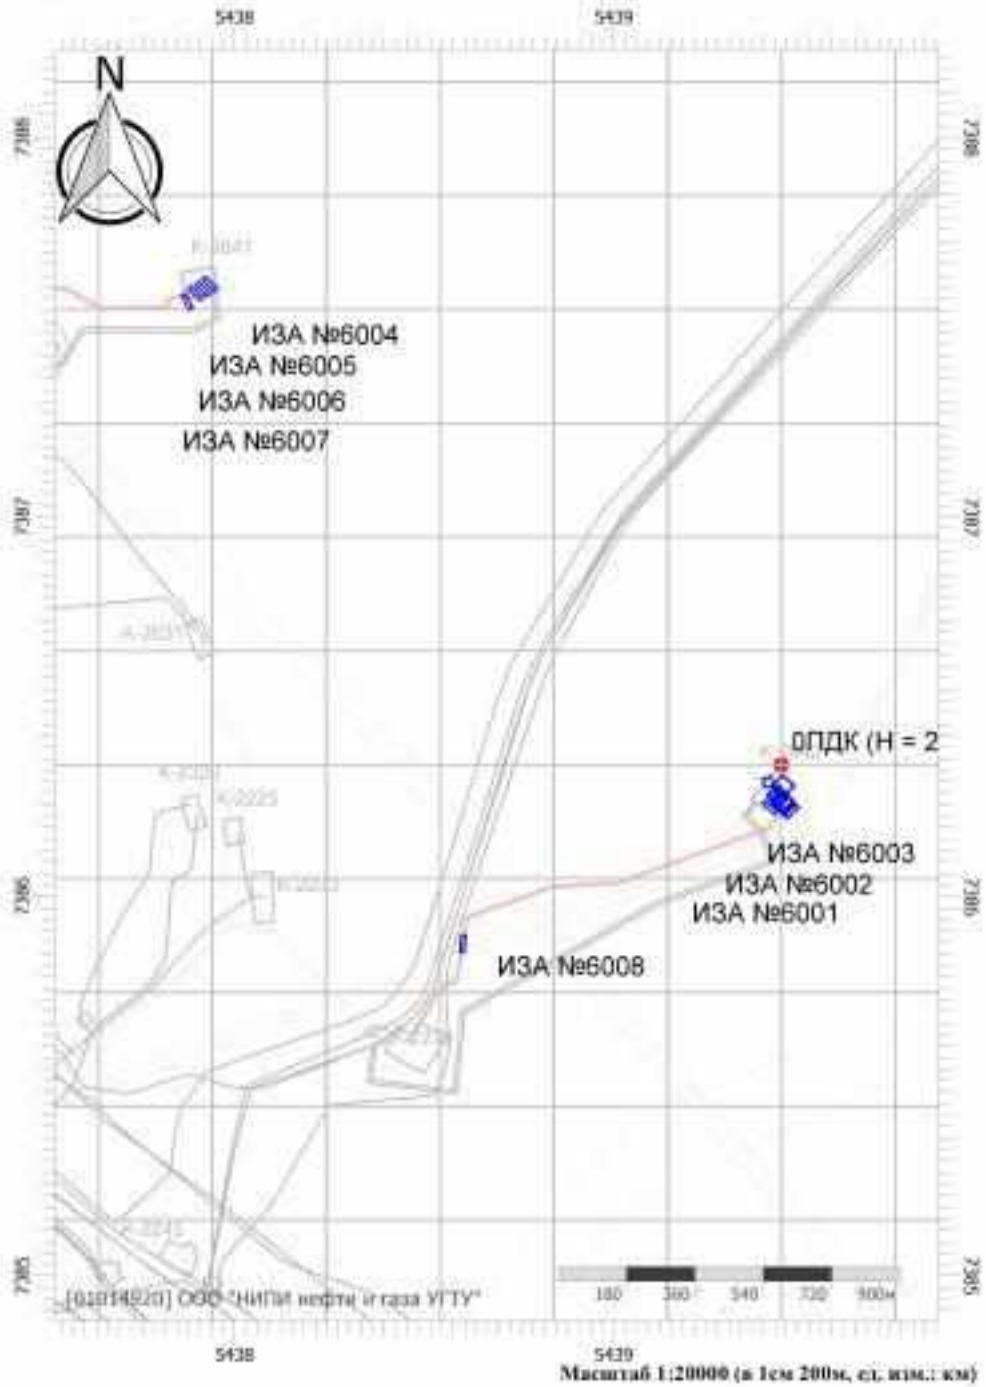 5438 5439
N
7388 7388
ИЗА №6004
ИЗА №6005
ИЗА №6006
ИЗА №6007
7387 7387
0ПДК (Н = 2
К-2225
ИЗА №6003
7386 7386
ИЗА №6002
ИЗА №6001
ИЗА №6008
7385 7385
[01014920] ООО "НИПИ нефти и газа УГТУ"
180 360 540 720 900м
5438 5439
Масштаб 1:20000 (в 1см 200м, ед. изм.: км)